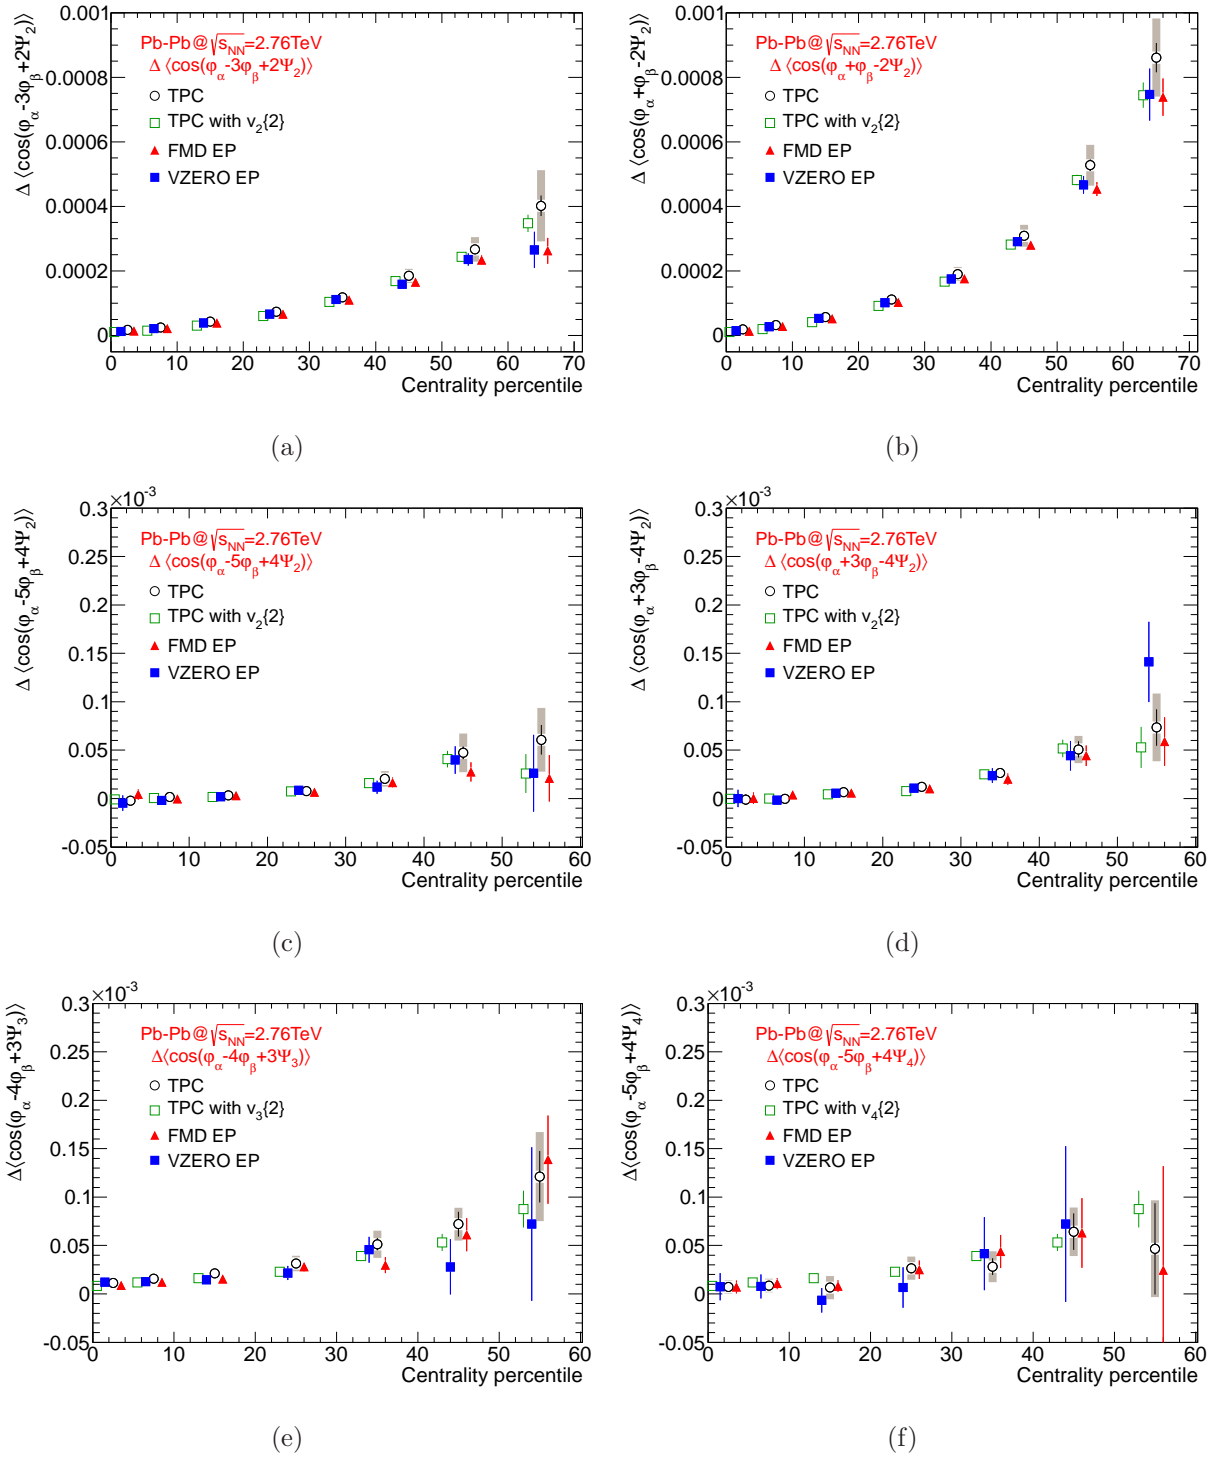 Δ ⟨cos(φα-3φβ+2Ψ2)⟩
0.001
0.0008
0.0006
0.0004
0.0002
0
Pb-Pb@√sNN=2.76TeV
Δ ⟨cos(φα-3φβ+2Ψ2)⟩
TPC
TPC with v2{2}
FMD EP
VZERO EP
0 10 20 30 40 50 60 70
Centrality percentile
(a)
Δ ⟨cos(φα+φβ-2Ψ2)⟩
0.001
0.0008
0.0006
0.0004
0.0002
0
Pb-Pb@√sNN=2.76TeV
Δ ⟨cos(φα+φβ-2Ψ2)⟩
TPC
TPC with v2{2}
FMD EP
VZERO EP
0 10 20 30 40 50 60 70
Centrality percentile
(b)
Δ ⟨cos(φα-5φβ+4Ψ2)⟩
×10-3
0.3
0.25
0.2
0.15
0.1
0.05
0
-0.05
Pb-Pb@√sNN=2.76TeV
Δ ⟨cos(φα-5φβ+4Ψ2)⟩
TPC
TPC with v2{2}
FMD EP
VZERO EP
0 10 20 30 40 50 60
Centrality percentile
(c)
Δ ⟨cos(φα+3φβ-4Ψ2)⟩
×10-3
0.3
0.25
0.2
0.15
0.1
0.05
0
-0.05
Pb-Pb@√sNN=2.76TeV
Δ ⟨cos(φα+3φβ-4Ψ2)⟩
TPC
TPC with v2{2}
FMD EP
VZERO EP
0 10 20 30 40 50 60
Centrality percentile
(d)
Δ⟨cos(φα-4φβ+3Ψ3)⟩
×10-3
0.3
0.25
0.2
0.15
0.1
0.05
0
-0.05
Pb-Pb@√sNN=2.76TeV
Δ⟨cos(φα-4φβ+3Ψ3)⟩
TPC
TPC with v3{2}
FMD EP
VZERO EP
0 10 20 30 40 50 60
Centrality percentile
(e)
Δ⟨cos(φα-5φβ+4Ψ4)⟩
×10-3
0.3
0.25
0.2
0.15
0.1
0.05
0
-0.05
Pb-Pb@√sNN=2.76TeV
Δ⟨cos(φα-5φβ+4Ψ4)⟩
TPC
TPC with v4{2}
FMD EP
VZERO EP
0 10 20 30 40 50 60
Centrality percentile
(f)